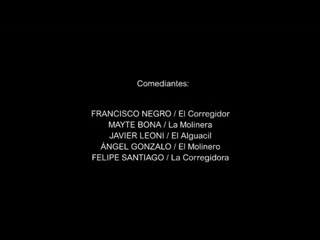 Comediantes:
FRANCISCO NEGRO / El Corregidor
MAYTE BONA / La Molinera
JAVIER LEONI / El Alguacil
ÁNGEL GONZALO / El Molinero
FELIPE SANTIAGO / La Corregidora